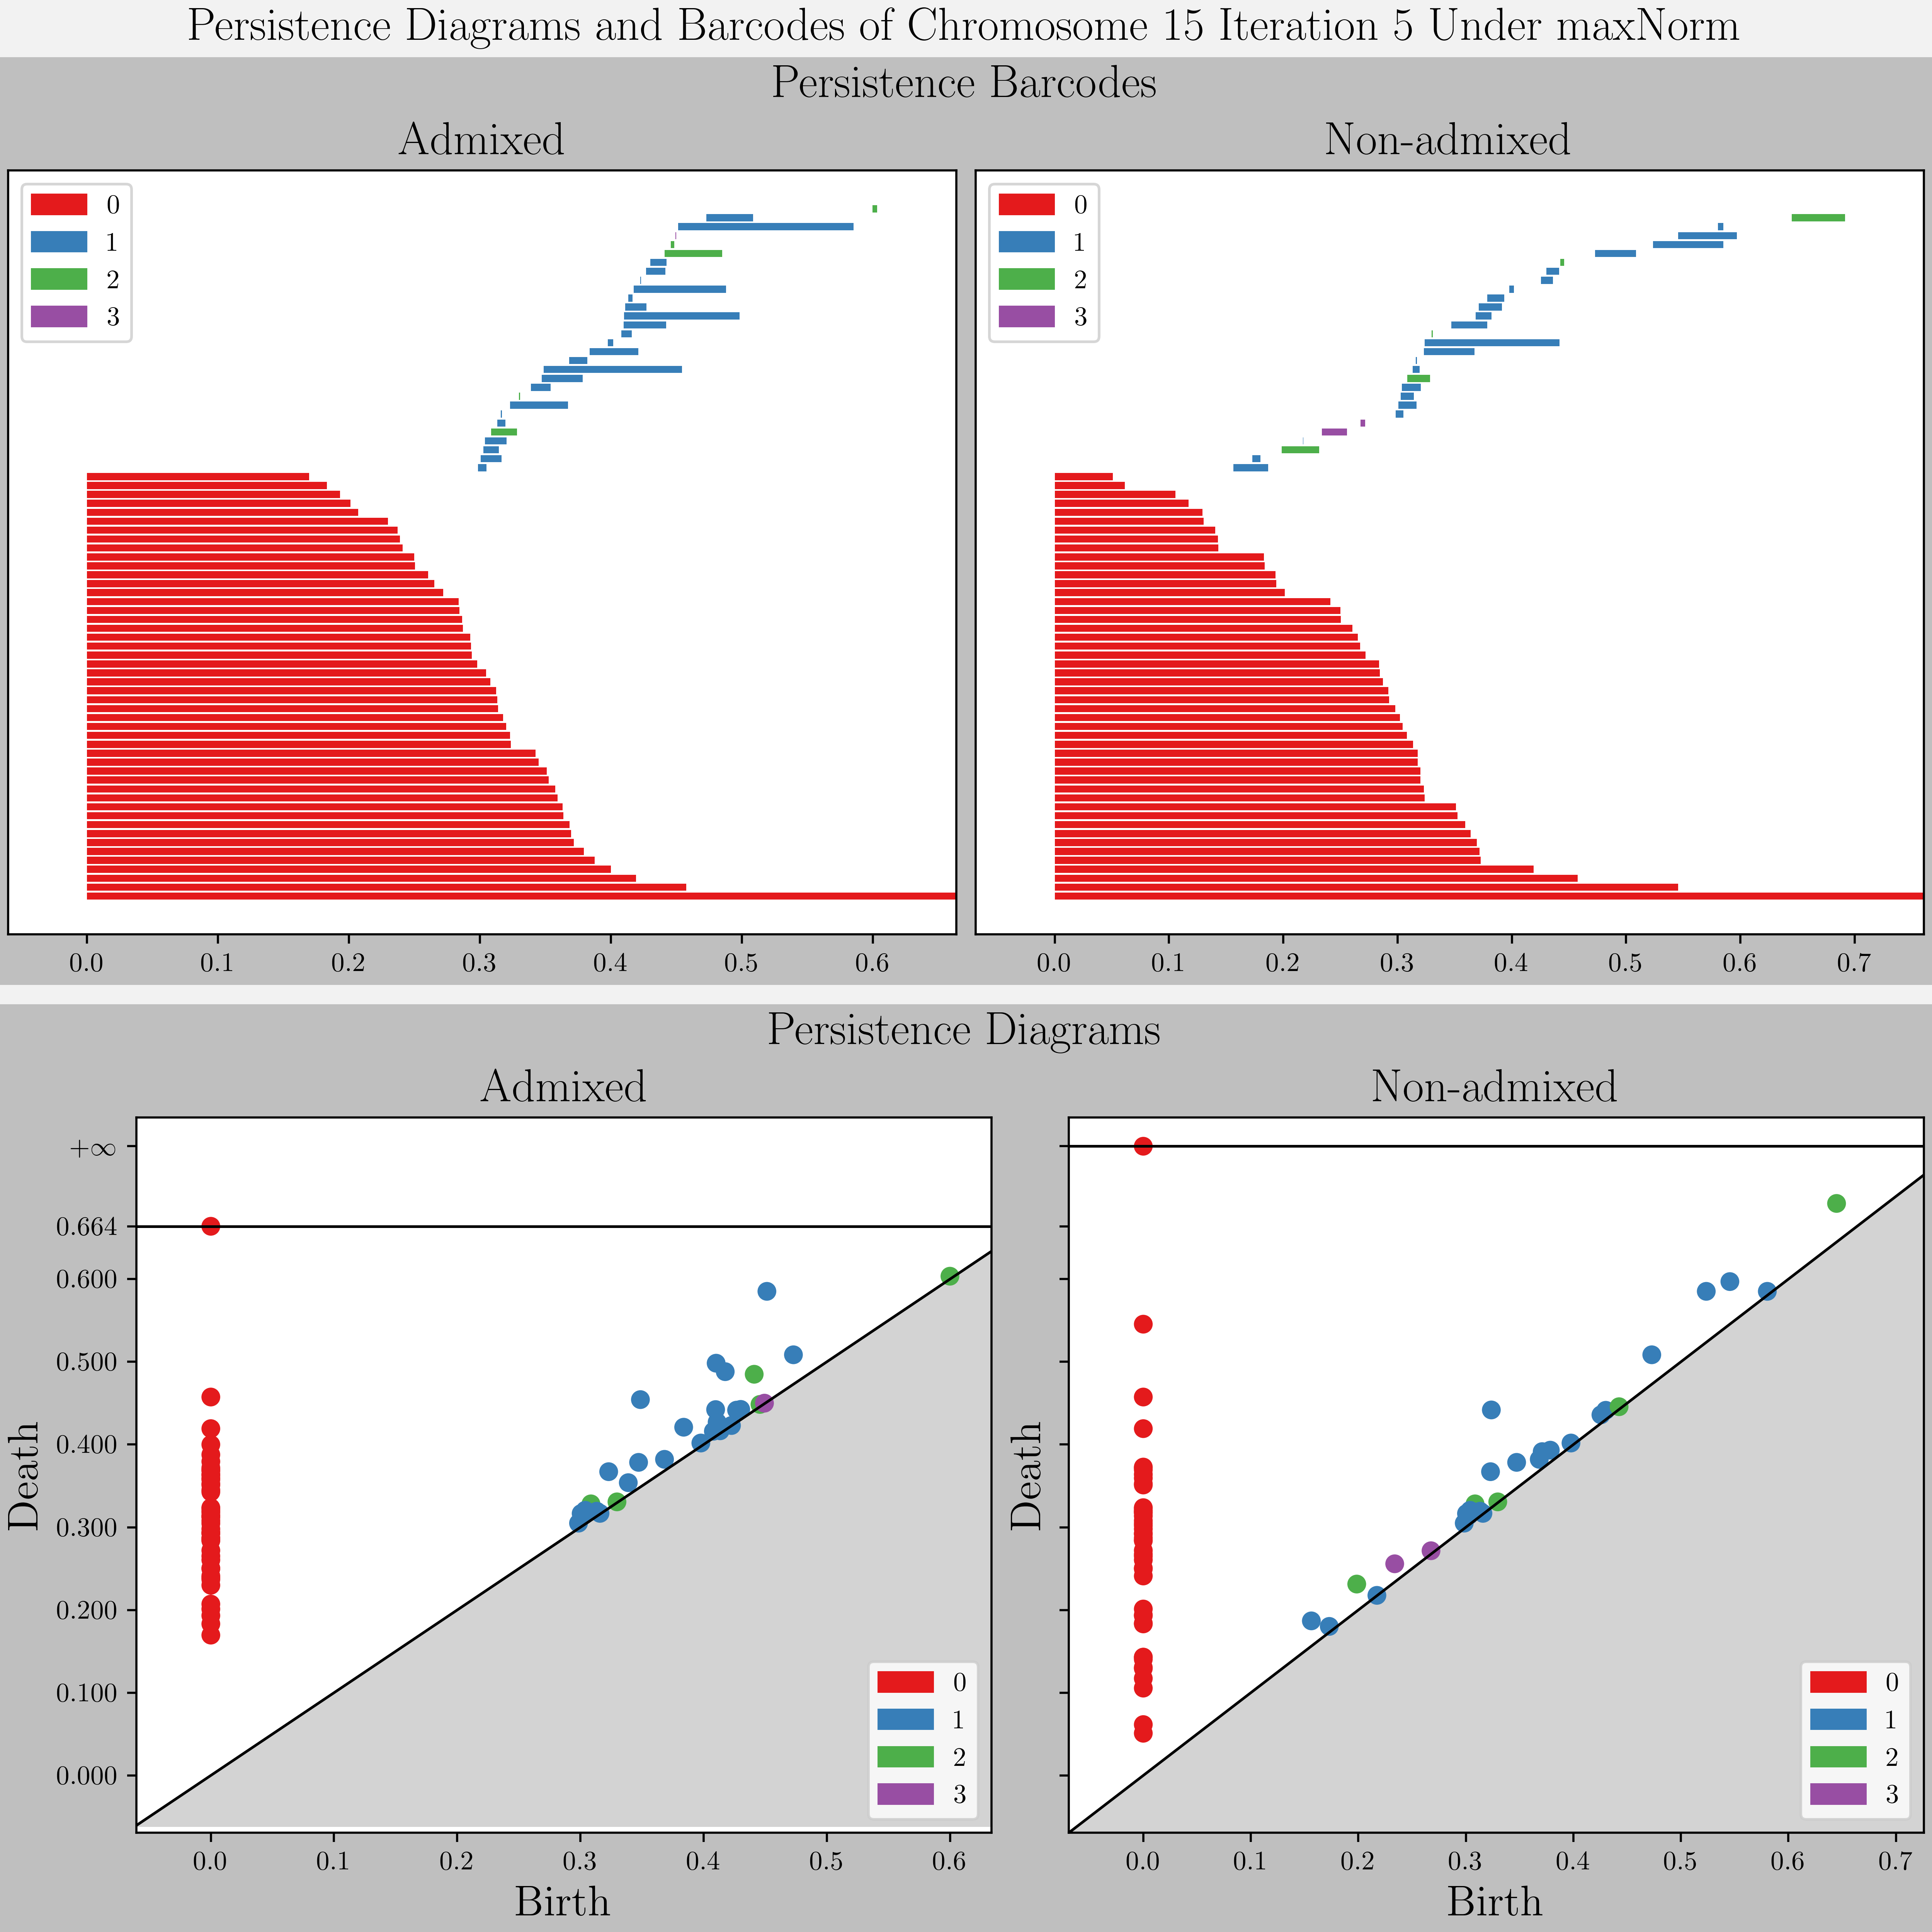 Persistence Diagrams and Barcodes of Chromosome 15 Iteration 5 Under maxNorm
Persistence Barcodes
Admixed
Non-admixed
0
1
2
3
0
1
2
3
0.0 0.1 0.2 0.3 0.4 0.5 0.6
0.0 0.1 0.2 0.3 0.4 0.5 0.6 0.7
Persistence Diagrams
Admixed
Non-admixed
Death
+∞
0.664
0.600
0.500
0.400
0.300
0.200
0.100
0.000
0
1
2
3
0.0 0.1 0.2 0.3 0.4 0.5 0.6
Birth
Death
0
1
2
3
0.0 0.1 0.2 0.3 0.4 0.5 0.6 0.7
Birth